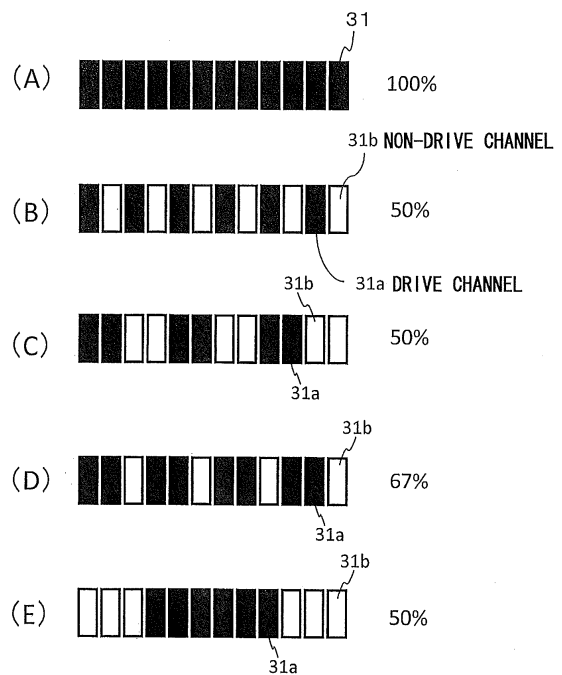 31
(A) 100%
31b NON-DRIVE CHANNEL
(B) 50%
31a DRIVE CHANNEL
31b
(C) 50%
31a
31b
(D) 67%
31a
31b
(E) 50%
31a